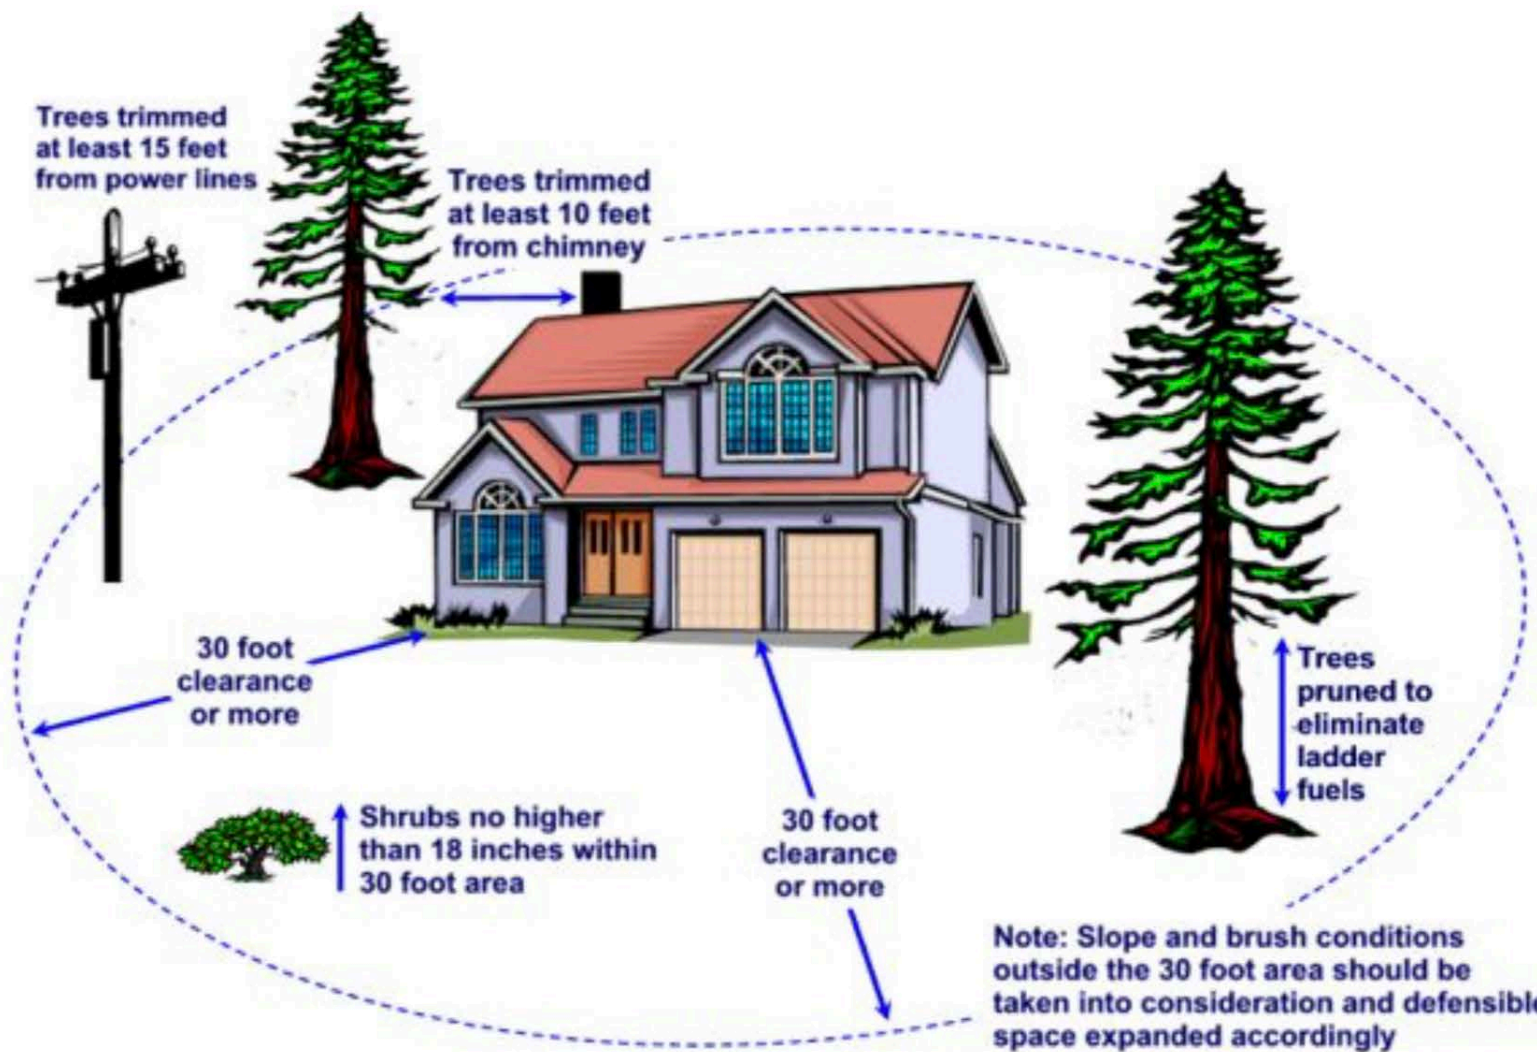 Trees trimmed
at least 15 feet
from power lines
Trees trimmed
at least 10 feet
from chimney
30 foot
clearance
or more
Shrubs no higher
than 18 inches within
30 foot area
30 foot
clearance
or more
Trees
pruned to
eliminate
ladder
fuels
Note: Slope and brush conditions
outside the 30 foot area should be
taken into consideration and defensible
space expanded accordingly